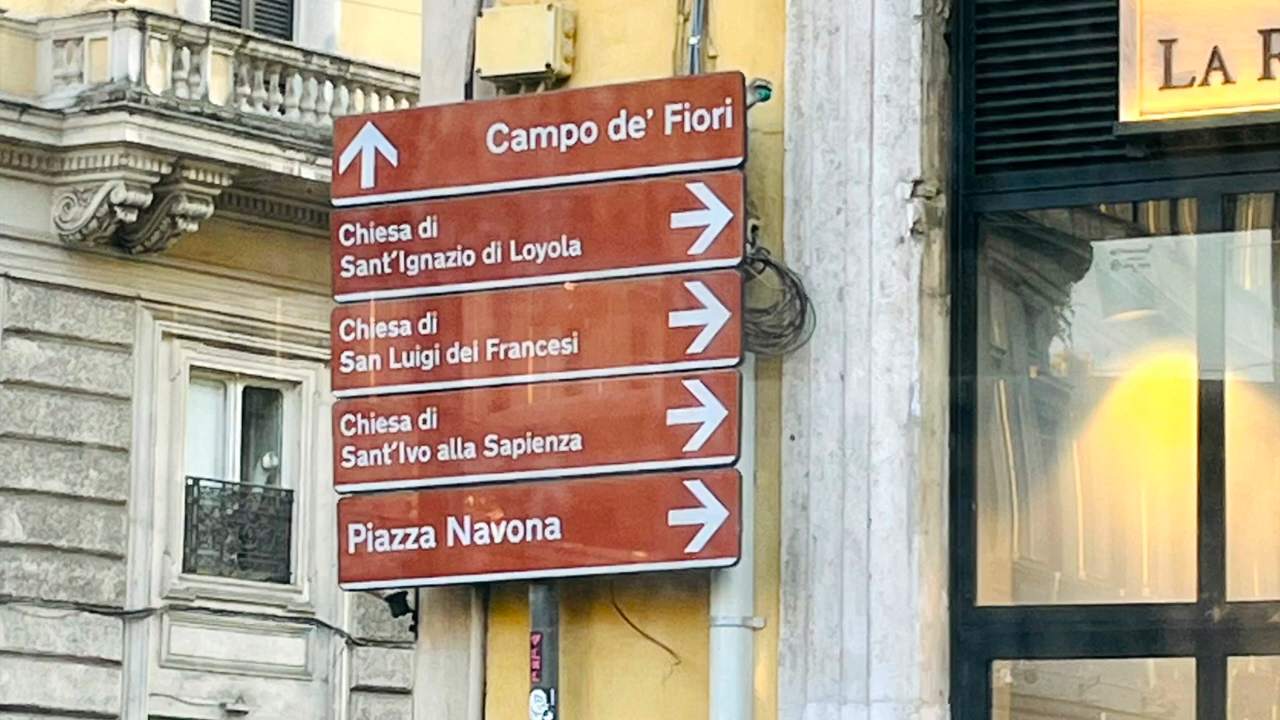 Campo de' Fiori
Chiesa di
Sant'Ignazio di Loyola
Chiesa di
San Luigi dei Francesi
Chiesa di
Sant'Ivo alla Sapienza
Piazza Navona
LA